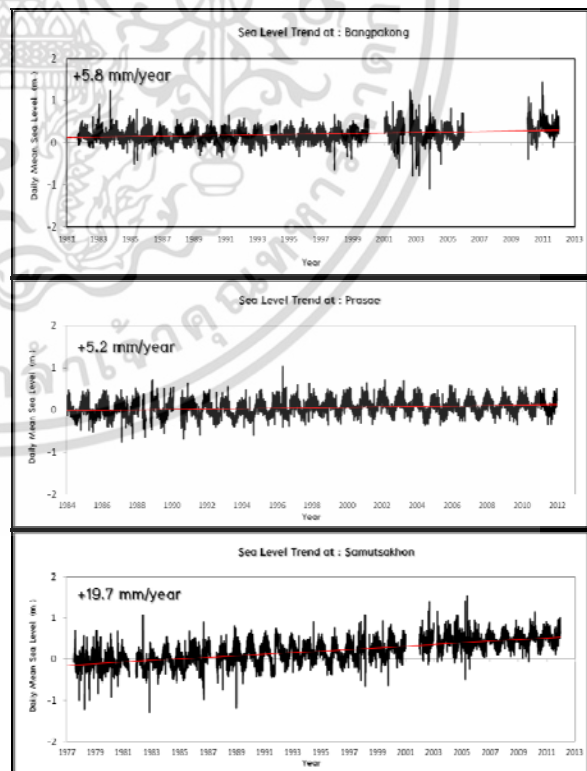 Sea Level Trend at : Bangpakong
+5.8 mm/year
Daily Mean Sea Level (m.)
2
1
0
-1
-2
1981 1983 1985 1987 1989 1991 1993 1995 1997 1999 2001 2003 2005 2007 2009 2011 2013
Year
Sea Level Trend at : Prasae
+5.2 mm/year
Daily Mean Sea Level (m.)
2
1
0
-1
-2
1984 1986 1988 1990 1992 1994 1996 1998 2000 2002 2004 2006 2008 2010 2012
Year
Sea Level Trend at : Samutsakhon
+19.7 mm/year
Daily Mean Sea Level (m.)
2
1
0
-1
-2
1977 1979 1981 1983 1985 1987 1989 1991 1993 1995 1997 1999 2001 2003 2005 2007 2009 2011 2013
Year